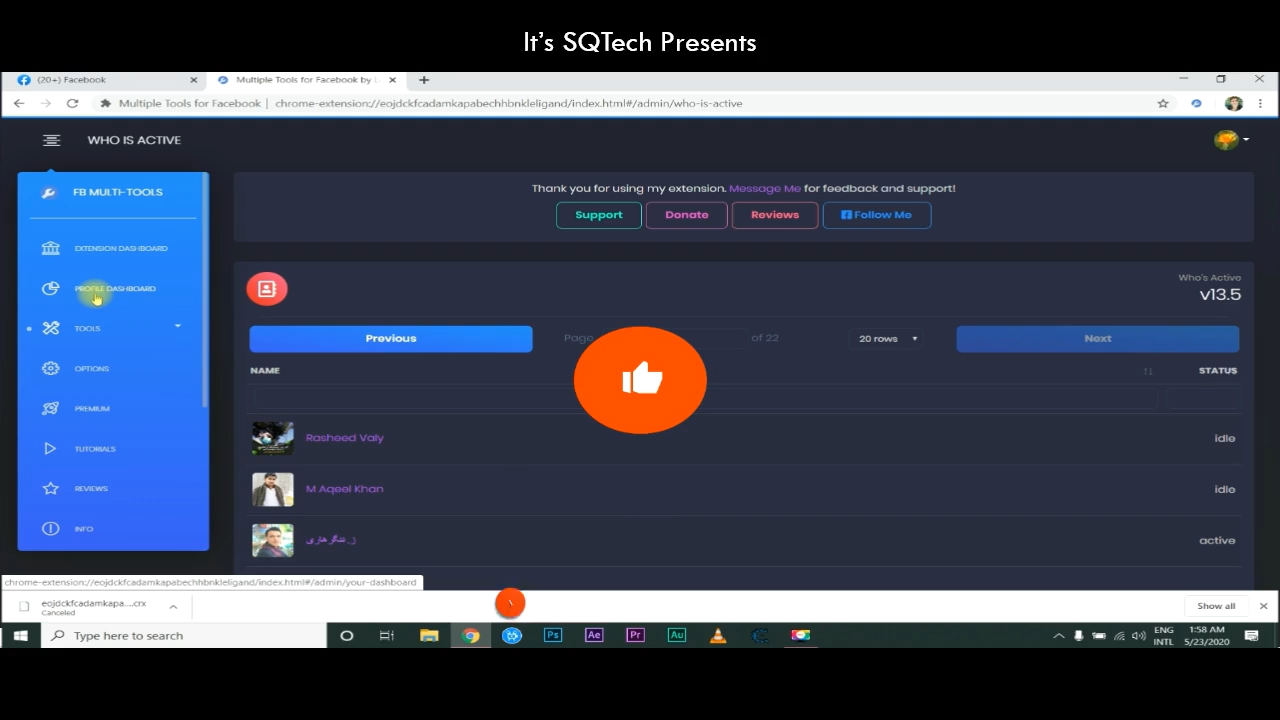 It's SQTech Presents
(20+) Facebook
Multiple Tools for Facebook by L
Multiple Tools for Facebook | chrome-extension://eojdckfcadamkapabechhbnkleligand/index.html#/admin/who-is-active
WHO IS ACTIVE
FB MULTI-TOOLS
EXTENSION DASHBOARD
PROFILE DASHBOARD
TOOLS
OPTIONS
PREMIUM
TUTORIALS
REVIEWS
INFO
Thank you for using my extension. Message Me for feedback and support!
Support Donate Reviews Follow Me
Who's Active
v13.5
Previous Page of 22 20 rows Next
NAME STATUS
Rasheed Valy idle
M Aqeel Khan idle
active
chrome-extension://eojdckfcadamkapabechhbnkleligand/index.html#/admin/your-dashboard
eojdckfcadamkapa....crx
Canceled
Show all
Type here to search
Ps Ae Pr Au
ENG
INTL
1:58 AM
5/23/2020